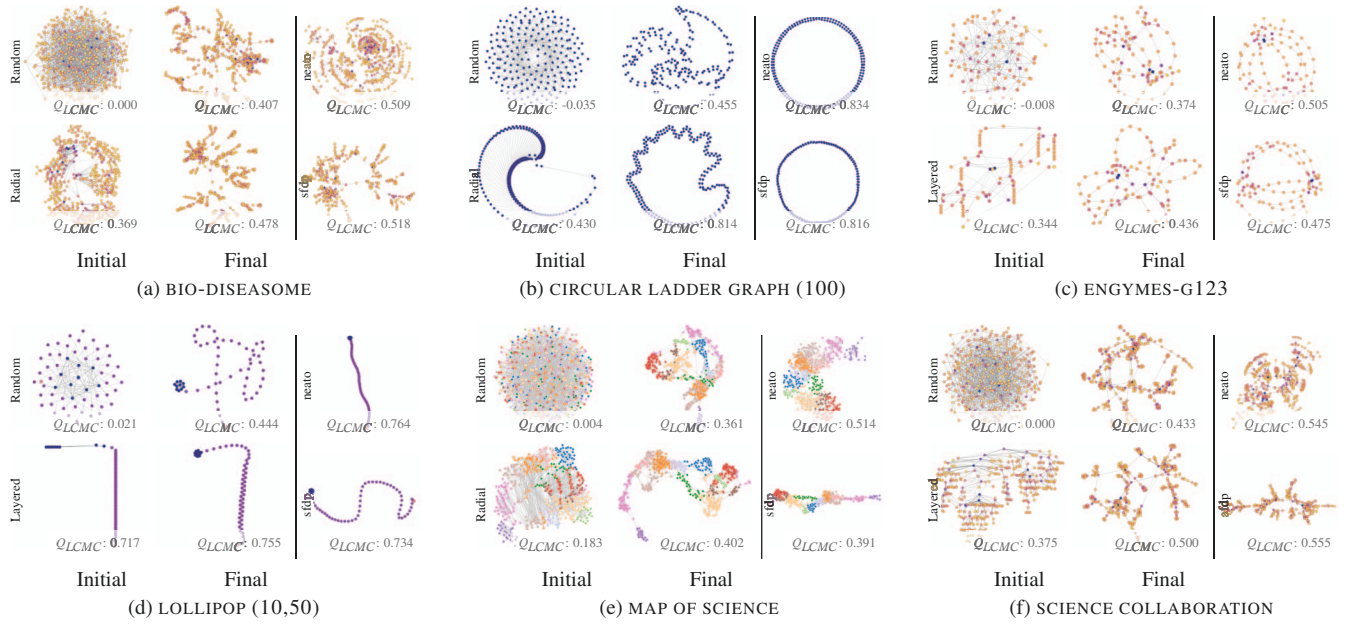 Random
Q_LCMC: 0.000
Q_LCMC: 0.407
neato
Q_LCMC: 0.509
Radial
Q_LCMC: 0.369
Q_LCMC: 0.478
sfdp
Q_LCMC: 0.518
Initial Final
(a) BIO-DISEASOME
Random
Q_LCMC: -0.035
Q_LCMC: 0.455
neato
Q_LCMC: 0.834
Radial
Q_LCMC: 0.430
Q_LCMC: 0.814
sfdp
Q_LCMC: 0.816
Initial Final
(b) CIRCULAR LADDER GRAPH (100)
Random
Q_LCMC: -0.008
Q_LCMC: 0.374
neato
Q_LCMC: 0.505
Layered
Q_LCMC: 0.344
Q_LCMC: 0.436
sfdp
Q_LCMC: 0.475
Initial Final
(c) ENGYMES-G123
Random
Q_LCMC: 0.021
Q_LCMC: 0.444
neato
Q_LCMC: 0.764
Layered
Q_LCMC: 0.717
Q_LCMC: 0.755
sfdp
Q_LCMC: 0.734
Initial Final
(d) LOLLIPOP (10,50)
Random
Q_LCMC: 0.004
Q_LCMC: 0.361
neato
Q_LCMC: 0.514
Radial
Q_LCMC: 0.183
Q_LCMC: 0.402
sfdp
Q_LCMC: 0.391
Initial Final
(e) MAP OF SCIENCE
Random
Q_LCMC: 0.000
Q_LCMC: 0.433
neato
Q_LCMC: 0.545
Layered
Q_LCMC: 0.375
Q_LCMC: 0.500
sfdp
Q_LCMC: 0.555
Initial Final
(f) SCIENCE COLLABORATION